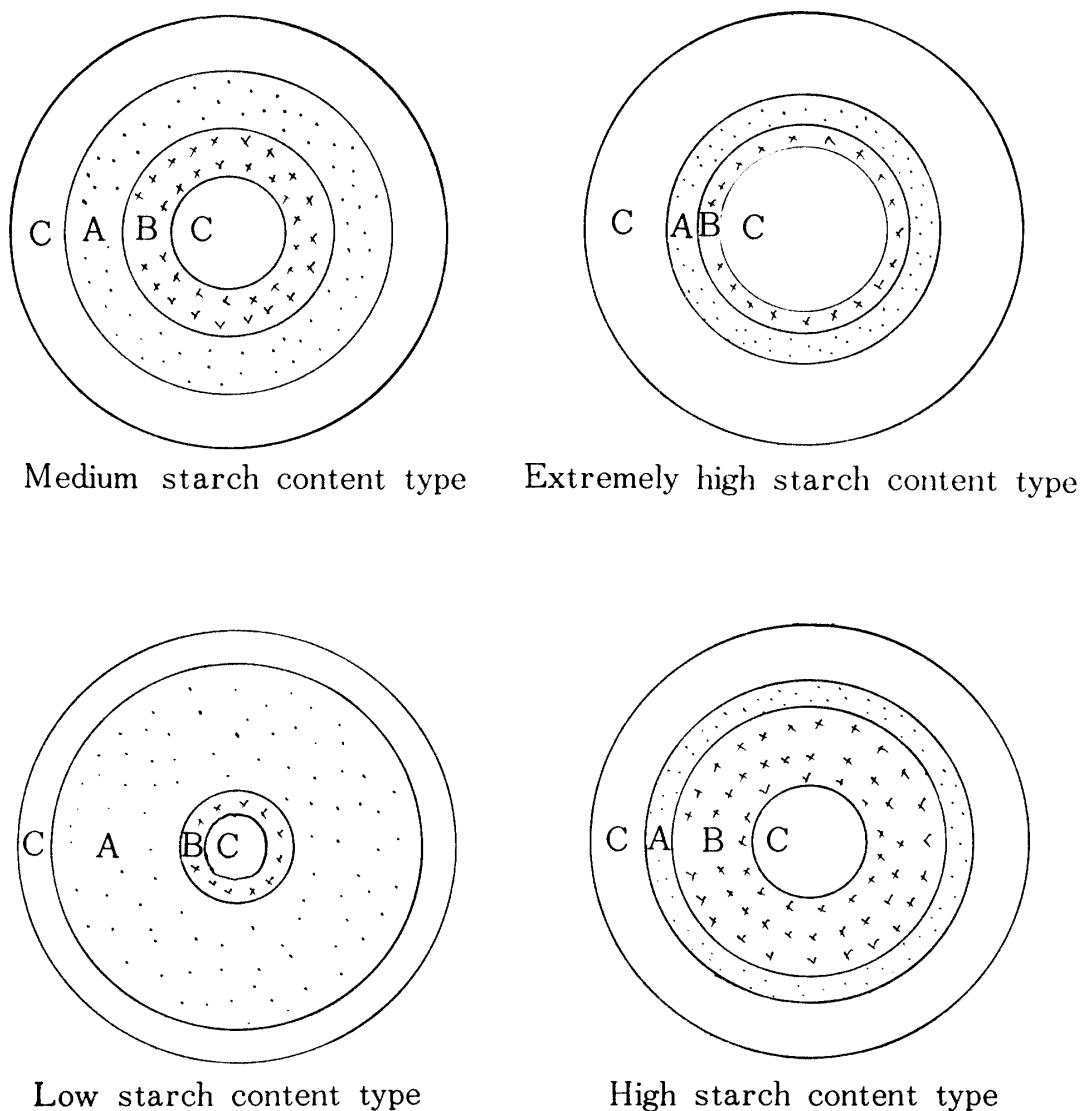 C A B C
C A B C
Medium starch content type
Extremely high starch content type
C A B C
C A B C
Low starch content type
High starch content type